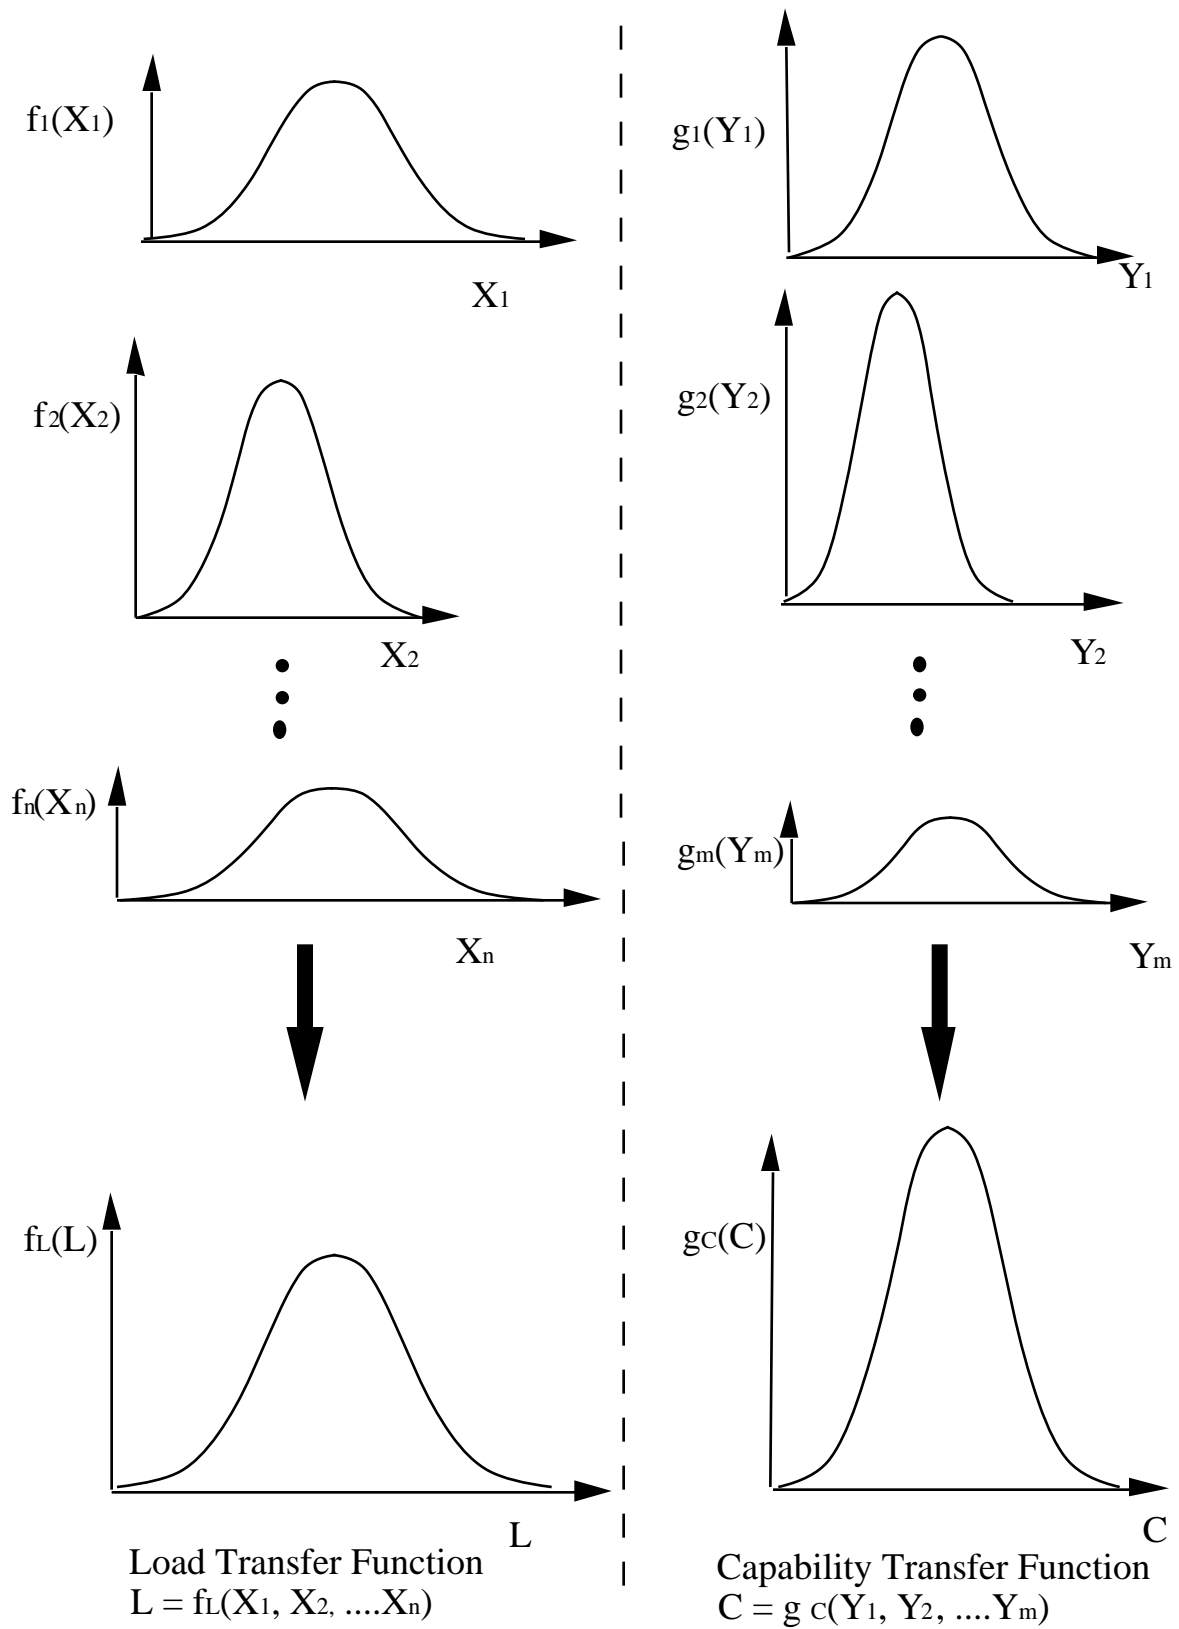 f1(X1)
X1
f2(X2)
X2
fn(Xn)
Xn
fL(L)
L
Load Transfer Function
L = fL(X1, X2, ....Xn)
g1(Y1)
Y1
g2(Y2)
Y2
gm(Ym)
Ym
gC(C)
C
Capability Transfer Function
C = g C(Y1, Y2, ....Ym)